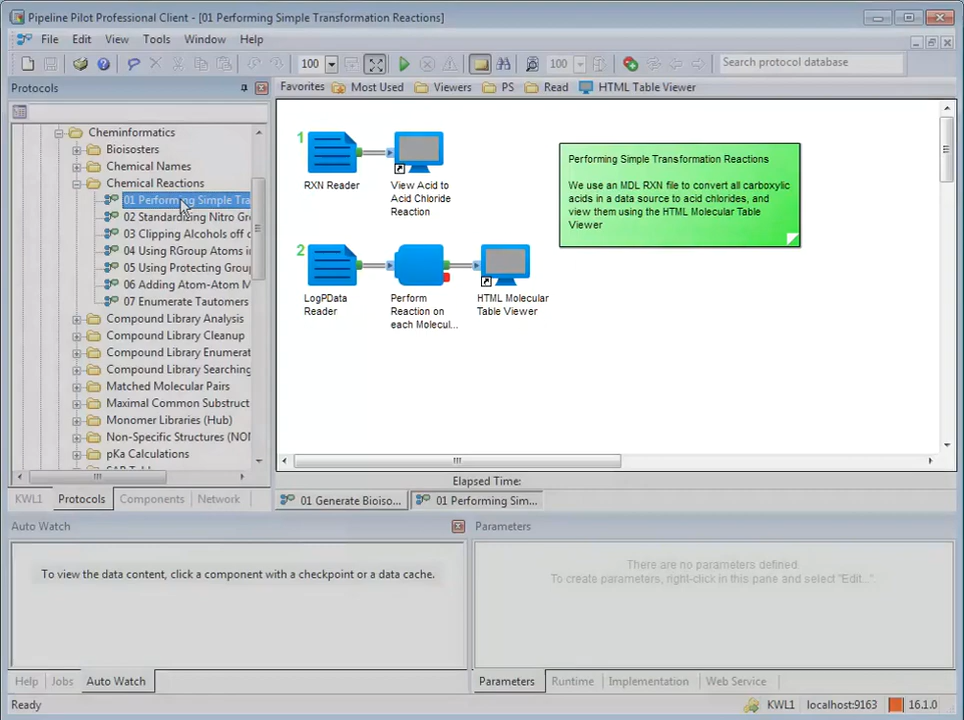 Pipeline Pilot Professional Client - [01 Performing Simple Transformation Reactions]
File Edit View Tools Window Help
100 100 Search protocol database
Protocols
Favorites Most Used Viewers PS Read HTML Table Viewer
Cheminformatics
Bioisosters
Chemical Names
Chemical Reactions
01 Performing Simple Tra
02 Standardizing Nitro Gr
03 Clipping Alcohols off c
04 Using RGroup Atoms i
05 Using Protecting Group
06 Adding Atom-Atom M
07 Enumerate Tautomers
Compound Library Analysis
Compound Library Cleanup
Compound Library Enumerat
Compound Library Searching
Matched Molecular Pairs
Maximal Common Substruct
Monomer Libraries (Hub)
Non-Specific Structures (NON
pKa Calculations
KWL1 Protocols Components Network
1
RXN Reader
View Acid to
Acid Chloride
Reaction
2
LogPData
Reader
Perform
Reaction on
each Molecul...
HTML Molecular
Table Viewer
Performing Simple Transformation Reactions
We use an MDL RXN file to convert all carboxylic
acids in a data source to acid chlorides, and
view them using the HTML Molecular Table
Viewer
Elapsed Time:
01 Generate Bioiso... 01 Performing Sim...
Auto Watch
To view the data content, click a component with a checkpoint or a data cache.
Help Jobs Auto Watch
Parameters
There are no parameters defined.
To create parameters, right-click in this pane and select "Edit...".
Parameters Runtime Implementation Web Service
Ready KWL1 localhost:9163 16.1.0